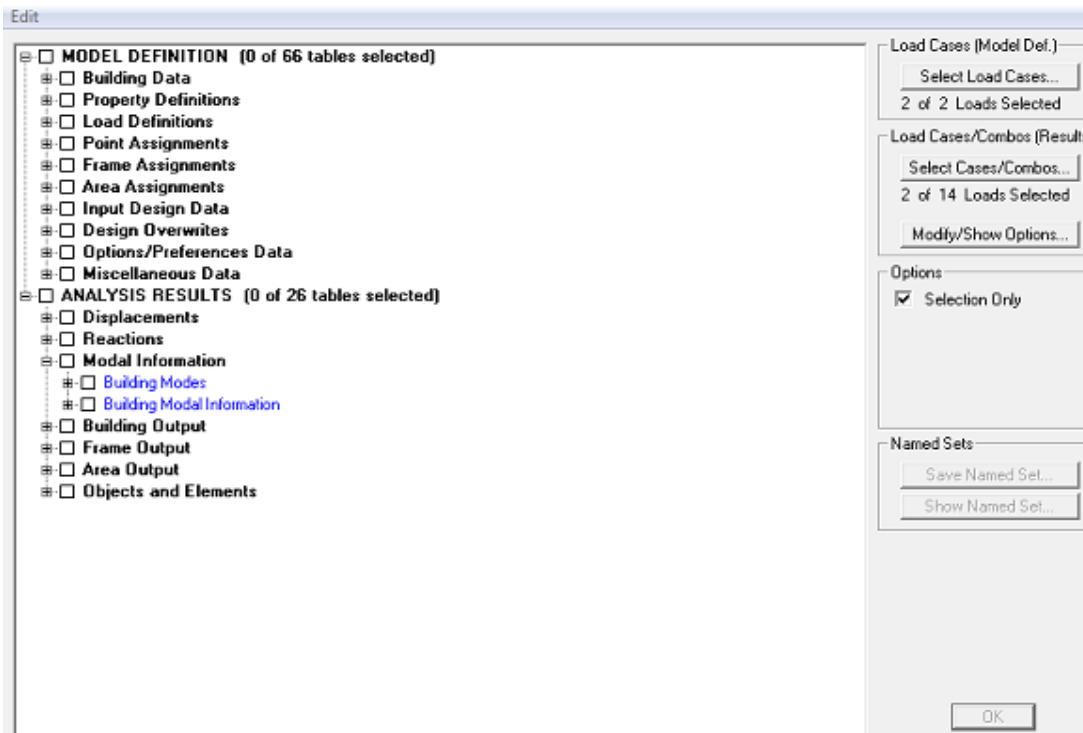 Edit
MODEL DEFINITION (0 of 66 tables selected)
Building Data
Property Definitions
Load Definitions
Point Assignments
Frame Assignments
Area Assignments
Input Design Data
Design Overwrites
Options/Preferences Data
Miscellaneous Data
ANALYSIS RESULTS (0 of 26 tables selected)
Displacements
Reactions
Modal Information
Building Modes
Building Modal Information
Building Output
Frame Output
Area Output
Objects and Elements
Load Cases (Model Def.)
Select Load Cases...
2 of 2 Loads Selected
Load Cases/Combos (Results
Select Cases/Combos...
2 of 14 Loads Selected
Modify/Show Options...
Options
Selection Only
Named Sets
Save Named Set...
Show Named Set...
OK